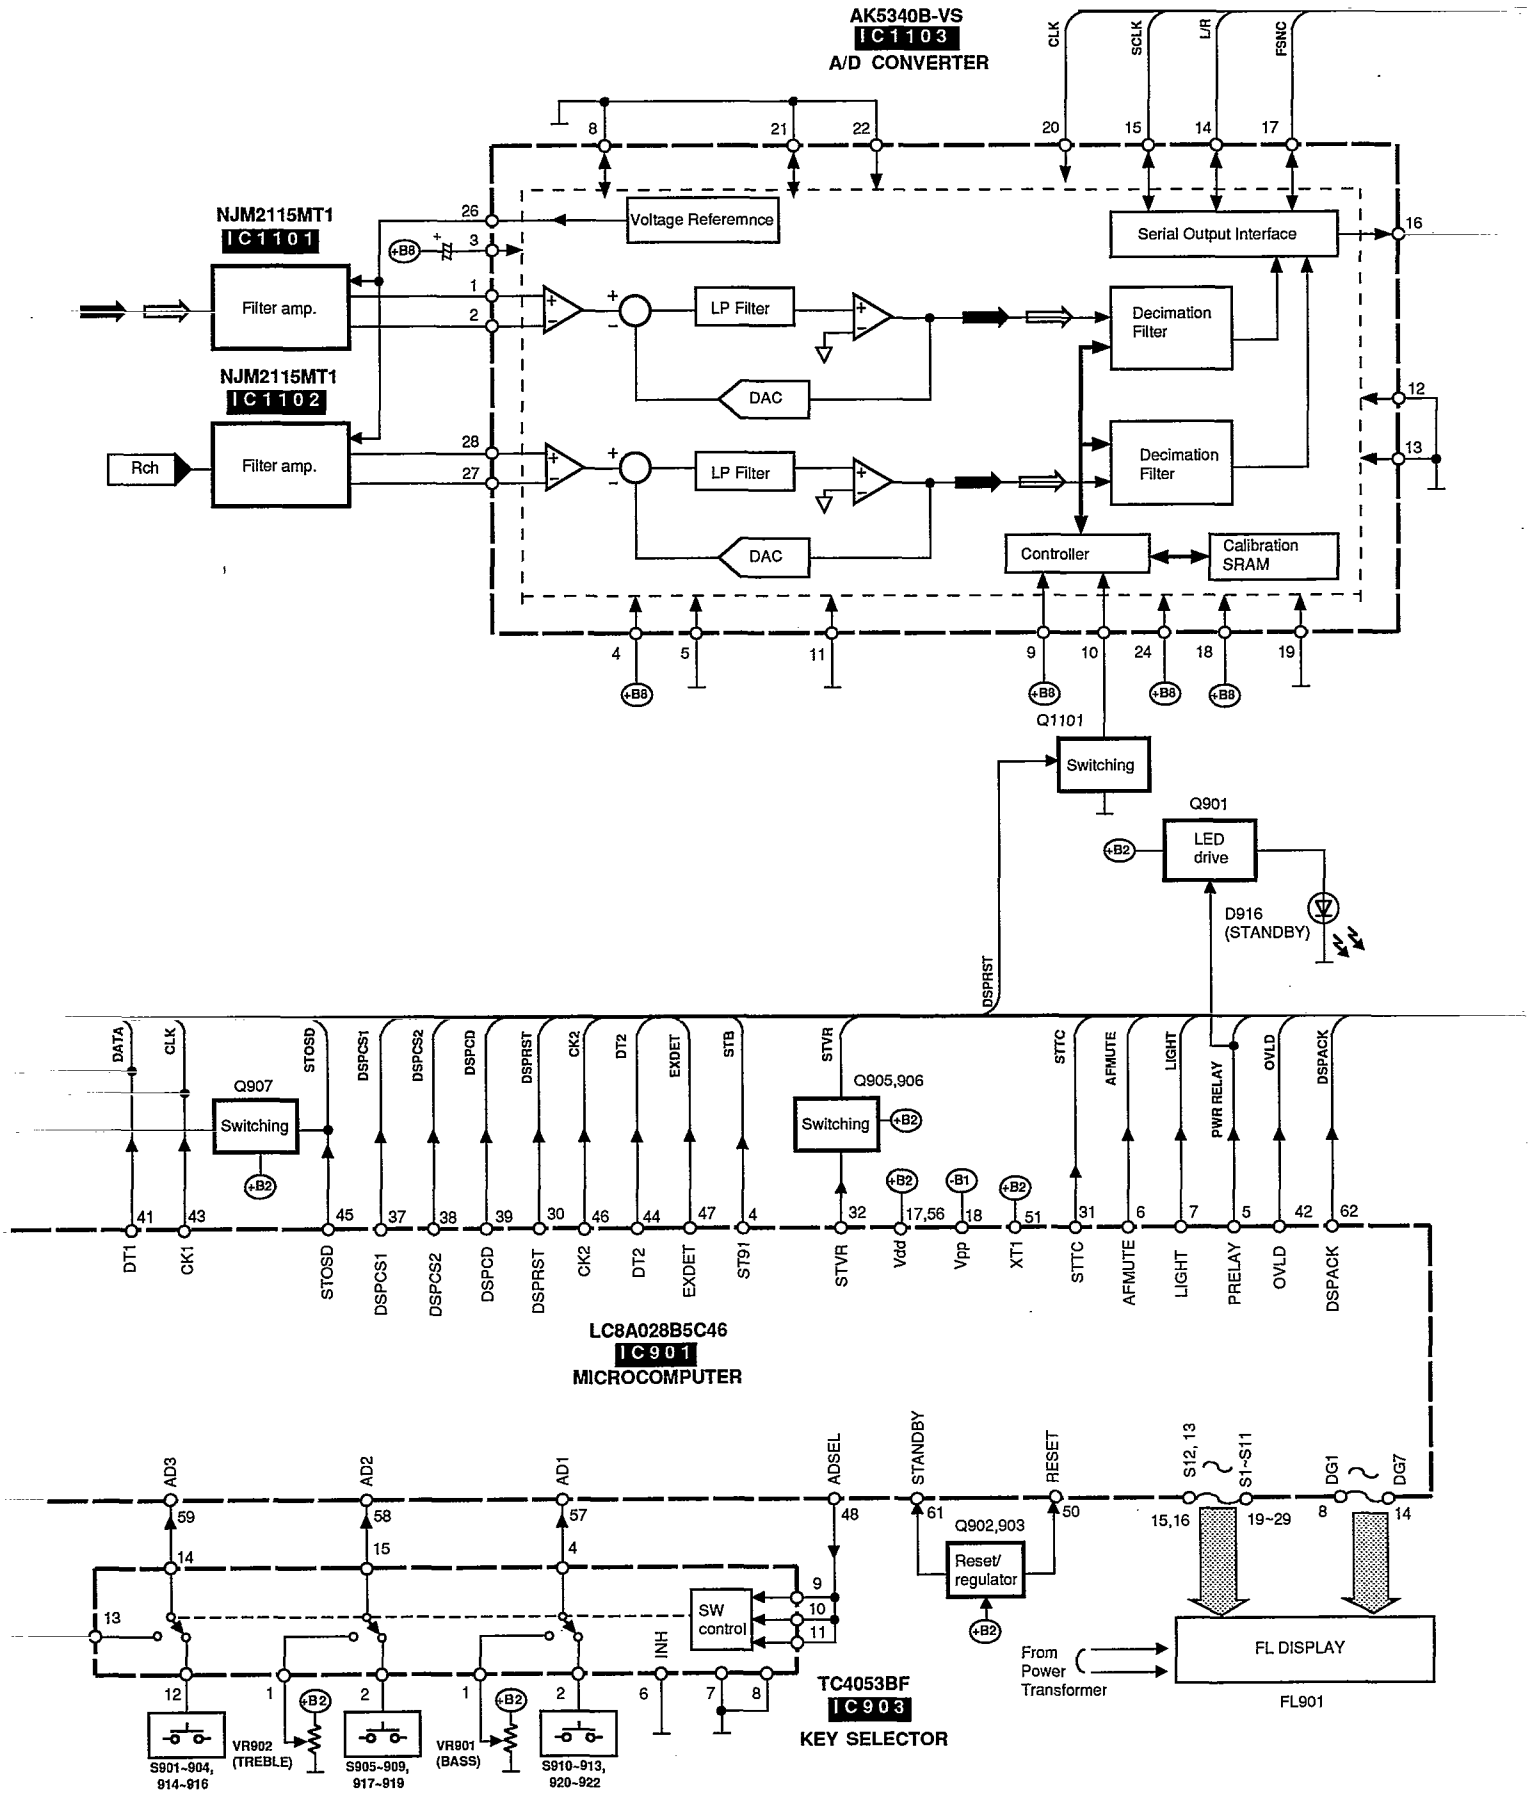 AK5340B-VS
IC1103
A/D CONVERTER
CLK
SCLK
L/R
FSNC
8
21
22
20
15
14
17
NJM2115MT1
IC1101
26
Voltage Referemnce
Serial Output Interface
16
+B8
+
3
Filter amp.
1
2
+
−
+
−
LP Filter
+
−
Decimation
Filter
DAC
12
NJM2115MT1
IC1102
Rch
Filter amp.
28
27
+
−
+
−
LP Filter
+
−
Decimation
Filter
13
DAC
Controller
Calibration
SRAM
4
5
11
9
10
24
18
19
+B8
+B8
+B8
+B8
Q1101
Switching
Q901
+B2
LED
drive
D916
(STANDBY)
DSPRST
DATA
CLK
STOSD
DSPCS1
DSPCS2
DSPCD
DSPRST
CK2
DT2
EXDET
STB
STVR
STTC
AFMUTE
LIGHT
PWR RELAY
OVLD
DSPACK
Q907
Switching
+B2
Q905,906
Switching
+B2
+B2
-B1
+B2
41
43
45
37
38
39
30
46
44
47
4
32
17,56
18
51
31
6
7
5
42
62
DT1
CK1
STOSD
DSPCS1
DSPCS2
DSPCD
DSPRST
CK2
DT2
EXDET
ST91
STVR
Vdd
Vpp
XT1
STTC
AFMUTE
LIGHT
PRELAY
OVLD
DSPACK
LC8A028B5C46
IC901
MICROCOMPUTER
AD3
AD2
AD1
ADSEL
STANDBY
RESET
S12, 13
~
S1~S11
DG1
~
DG7
59
58
57
48
61
50
15,16
19~29
8
14
14
15
4
Q902,903
Reset/
regulator
+B2
13
SW
control
9
10
11
INH
12
1
2
1
2
6
7
8
+B2
+B2
VR902
(TREBLE)
VR901
(BASS)
S901~904,
914~916
S905~909,
917~919
S910~913,
920~922
TC4053BF
IC903
KEY SELECTOR
From
Power
Transformer
FL DISPLAY
FL901